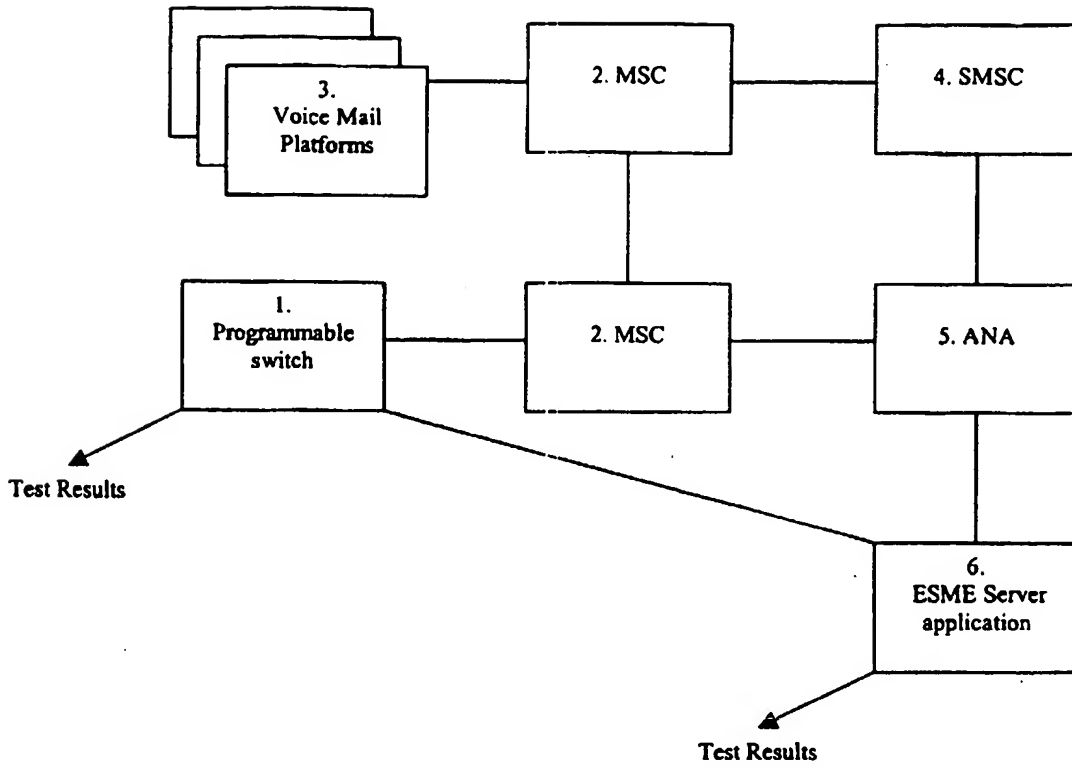 3.
Voice Mail
Platforms
2. MSC
4. SMSC
1.
Programmable
switch
2. MSC
5. ANA
Test Results
6.
ESME Server
application
Test Results